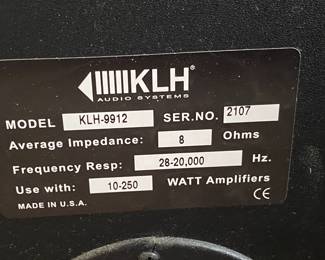 KLH®
AUDIO SYSTEMS
MODEL KLH-9912 SER.NO. 2107
Average Impedance: 8 Ohms
Frequency Resp: 28-20,000 Hz.
Use with: 10-250 WATT Amplifiers
MADE IN U.S.A. CE